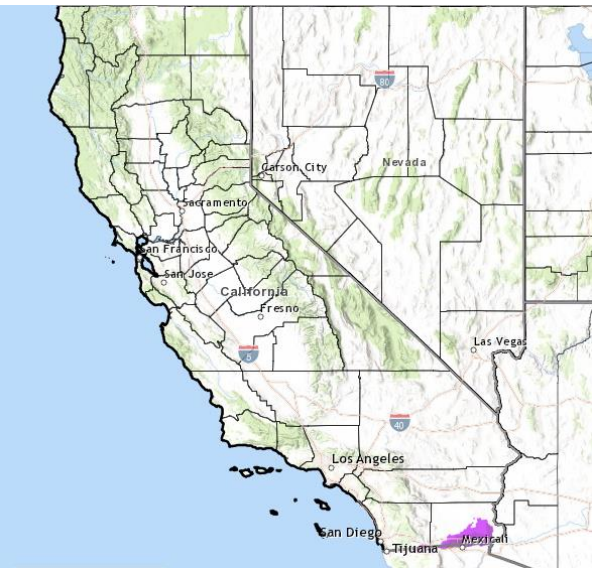 80
Carson City
Nevada
Sacramento
San Francisco
San Jose
California
Fresno
5
Las Vegas
40
Los Angeles
San Diego
Mexicali
Tijuana